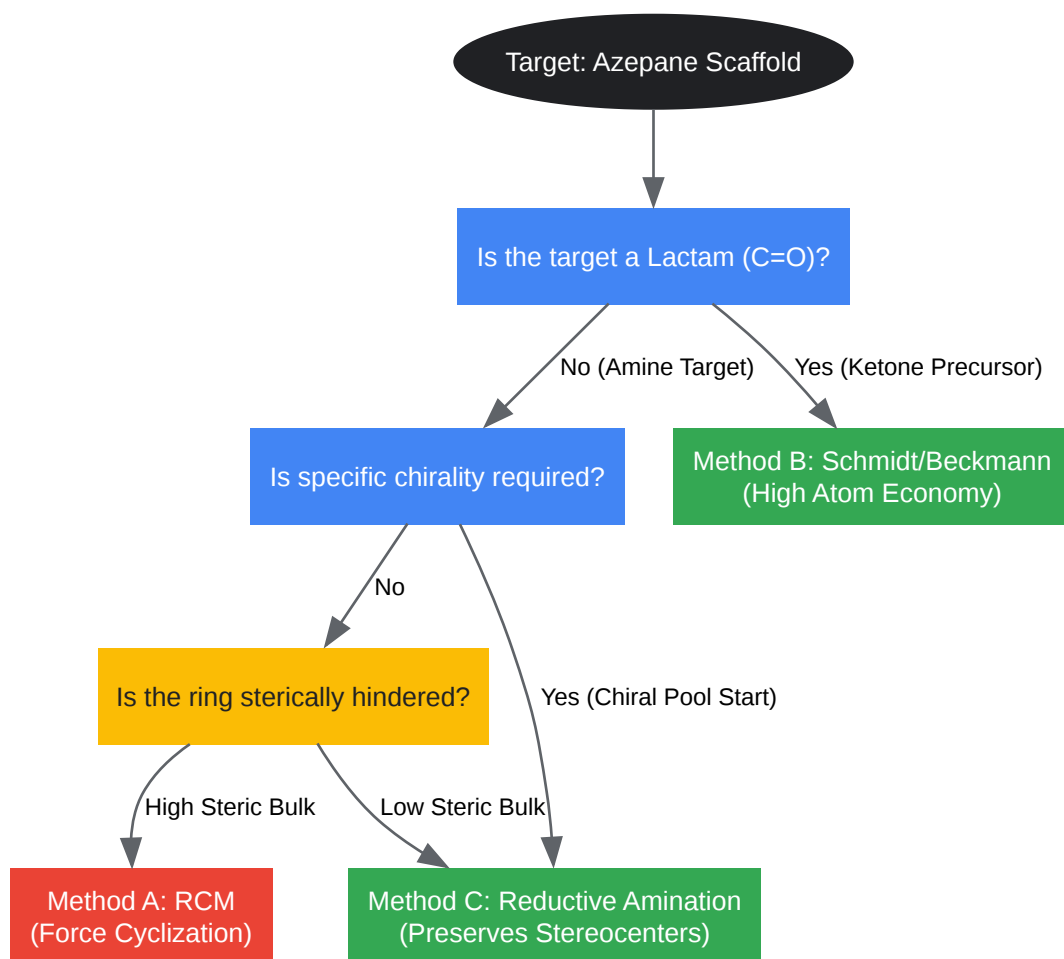 Target: Azepane Scaffold
Is the target a Lactam (C=O)?
No (Amine Target)
Yes (Ketone Precursor)
Is specific chirality required?
Method B: Schmidt/Beckmann
(High Atom Economy)
No
Is the ring sterically hindered?
Yes (Chiral Pool Start)
High Steric Bulk
Low Steric Bulk
Method A: RCM
(Force Cyclization)
Method C: Reductive Amination
(Preserves Stereocenters)